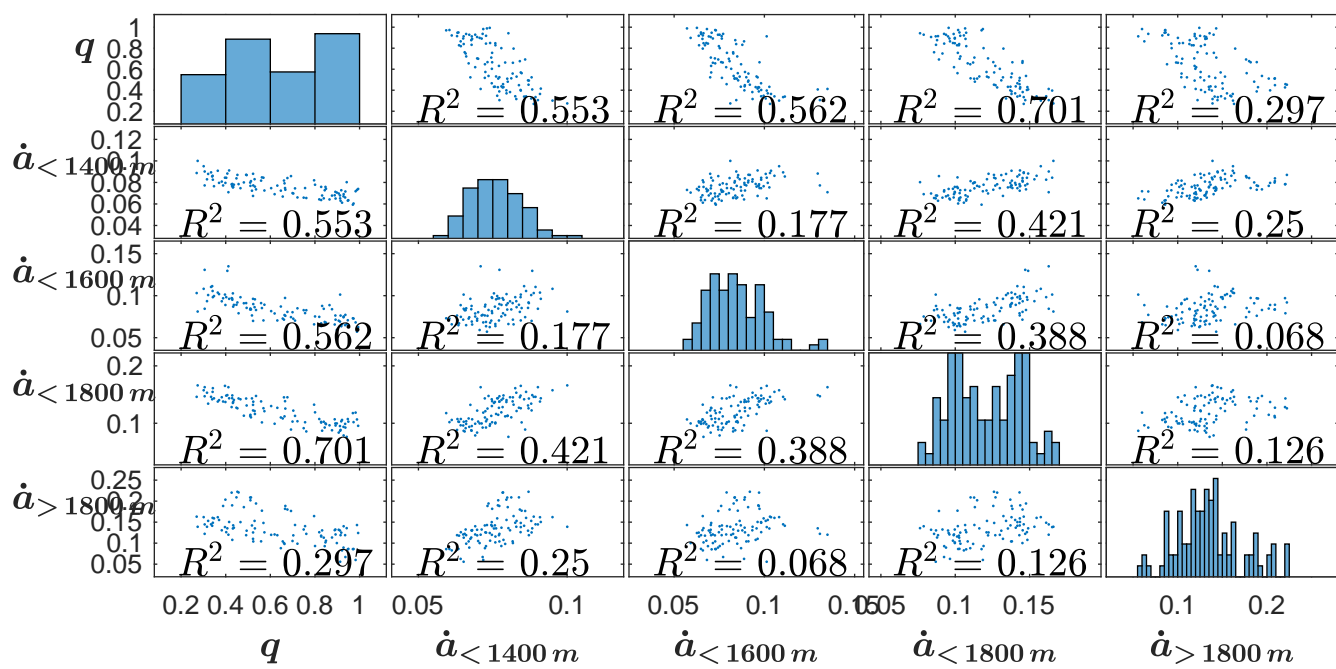 q
1
0.8
0.6
0.4
0.2
R² = 0.553
R² = 0.562
R² = 0.701
R² = 0.297
ȧ< 1400 m
0.12
0.1
0.08
0.06
0.04
R² = 0.553
R² = 0.177
R² = 0.421
R² = 0.25
ȧ< 1600 m
0.15
0.1
0.05
R² = 0.562
R² = 0.177
R² = 0.388
R² = 0.068
ȧ< 1800 m
0.2
0.1
R² = 0.701
R² = 0.421
R² = 0.388
R² = 0.126
ȧ> 1800 m
0.25
0.2
0.15
0.1
0.05
R² = 0.297
R² = 0.25
R² = 0.068
R² = 0.126
0.2 0.4 0.6 0.8 1 0.05 0.1 0.05 0.1 0.15 0.05 0.1 0.15 0.1 0.2
q ȧ< 1400 m ȧ< 1600 m ȧ< 1800 m ȧ> 1800 m